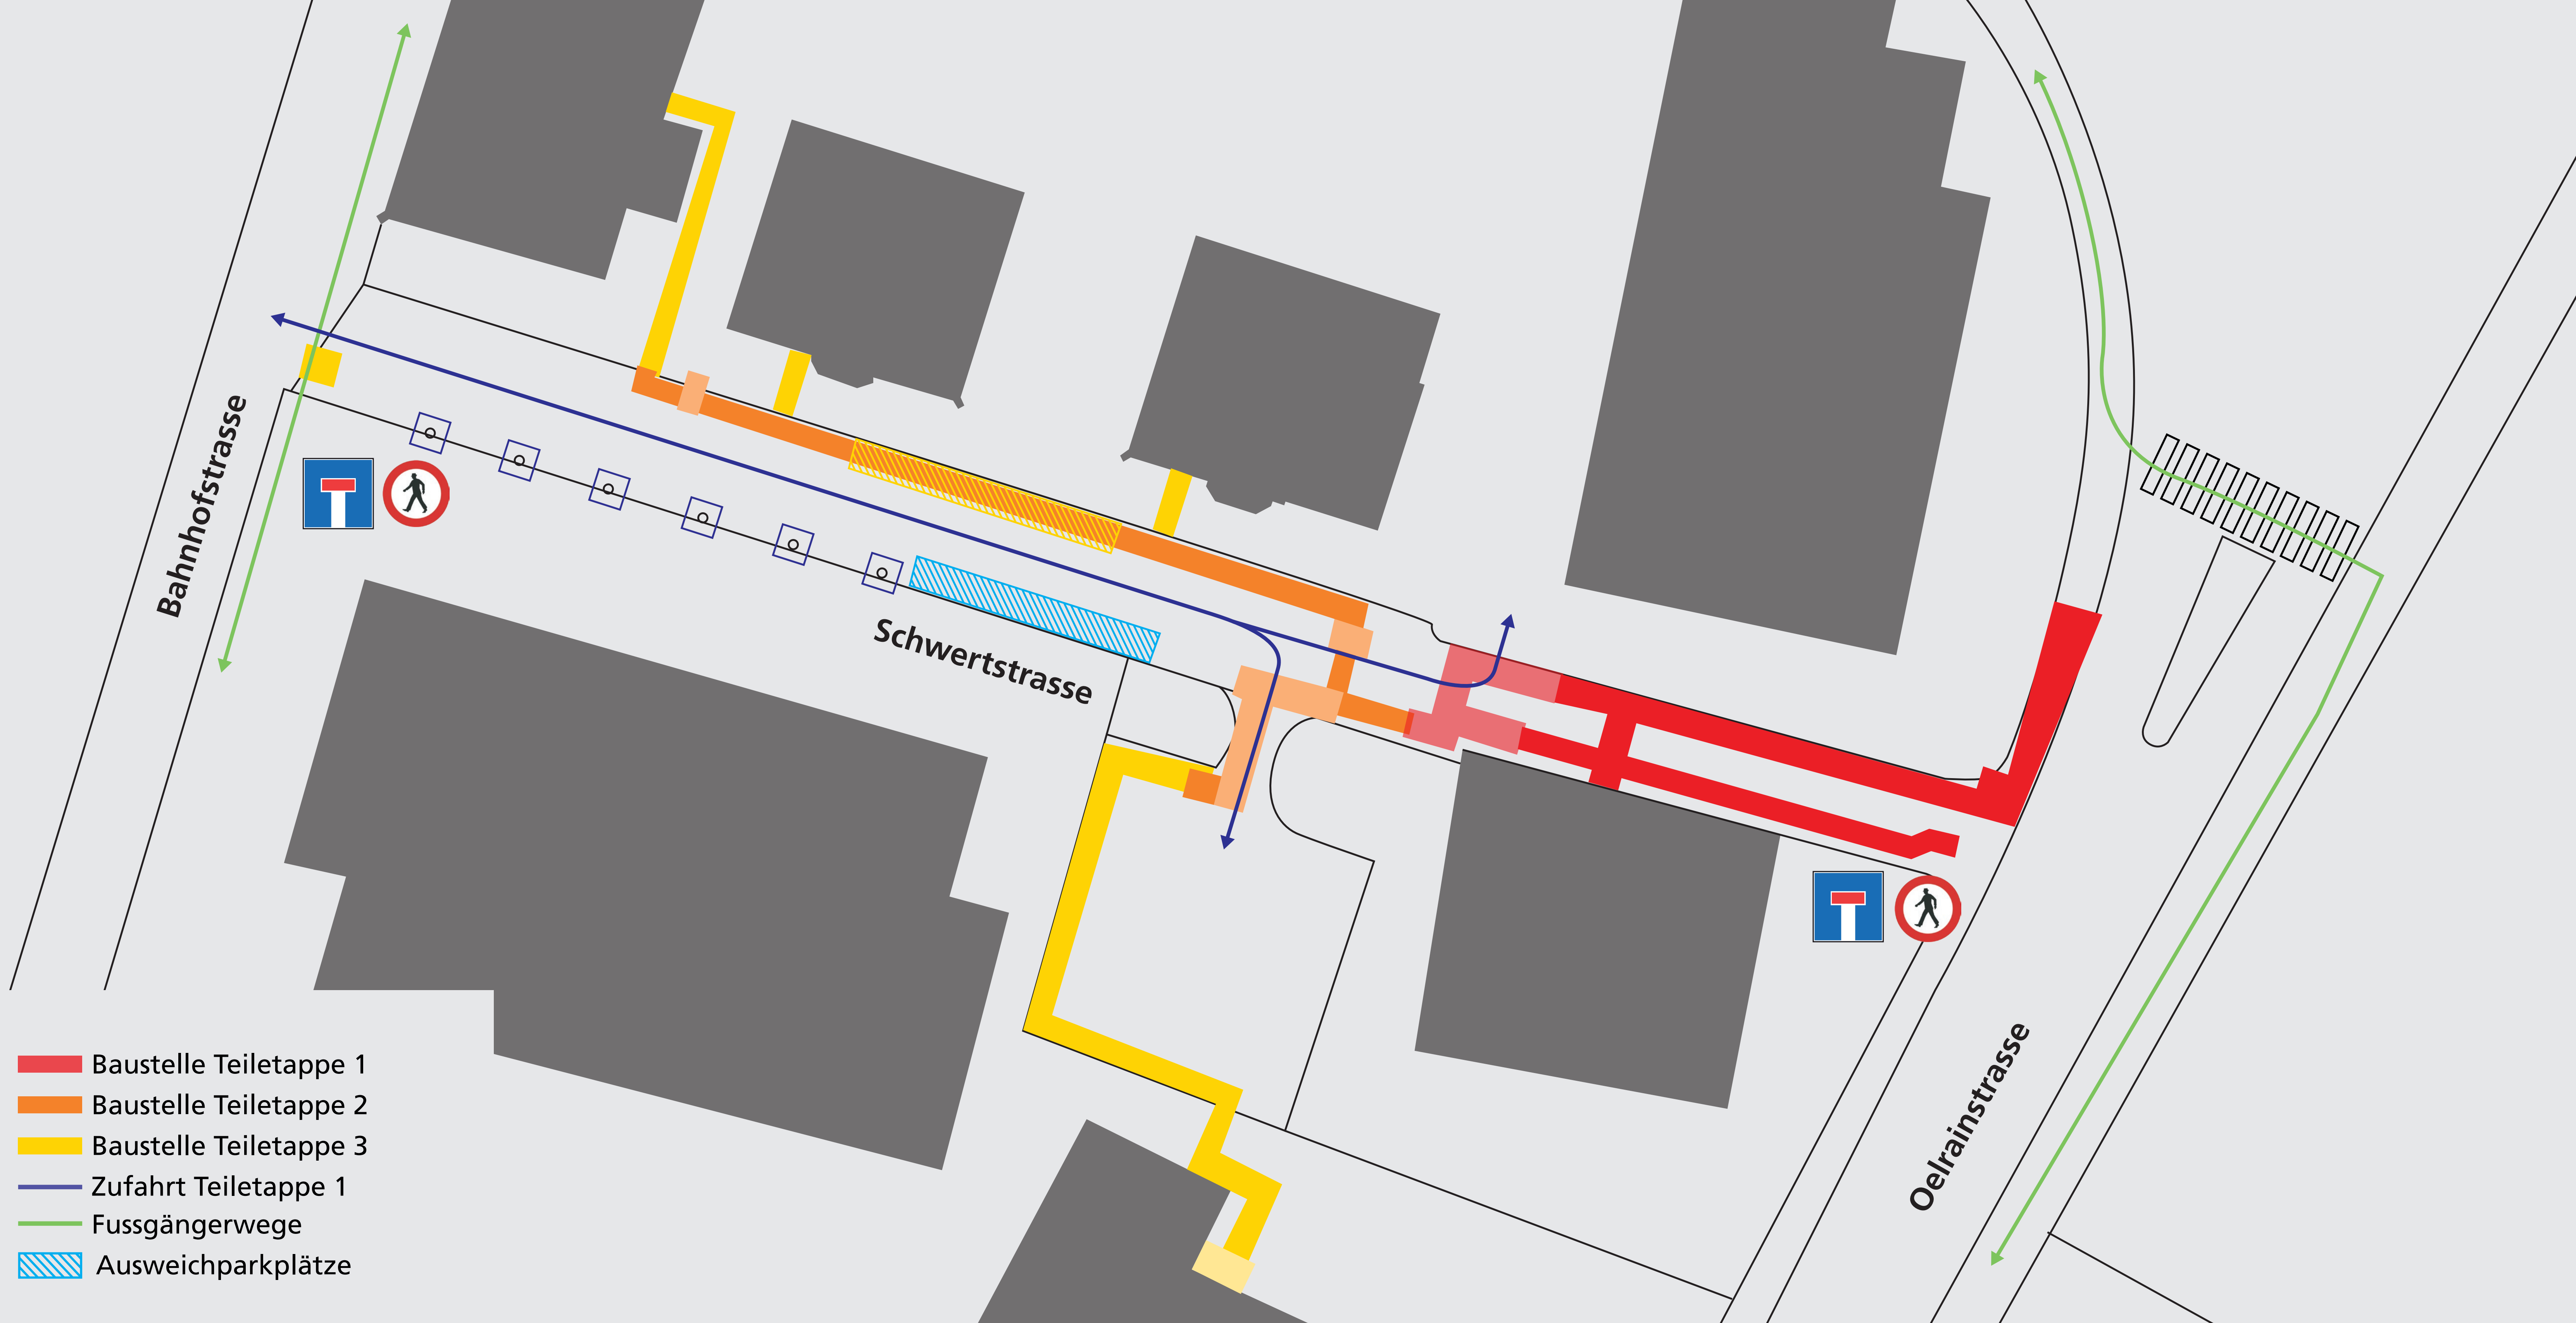 Bahnhofstrasse
Schwertstrasse
Oelrainstrasse
Baustelle Teiletappe 1
Baustelle Teiletappe 2
Baustelle Teiletappe 3
Zufahrt Teiletappe 1
Fussgängerwege
Ausweichparkplätze